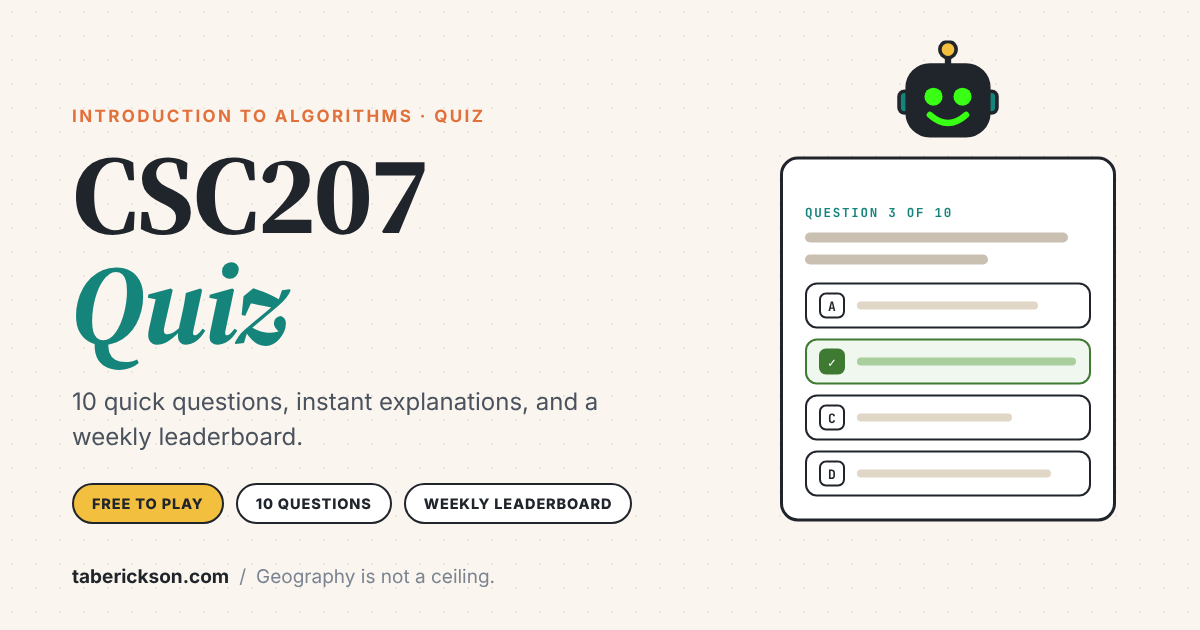 INTRODUCTION TO ALGORITHMS · QUIZ
CSC207
Quiz
10 quick questions, instant explanations, and a
weekly leaderboard.
FREE TO PLAY
10 QUESTIONS
WEEKLY LEADERBOARD
taberickson.com / Geography is not a ceiling.
QUESTION 3 OF 10
A
✓
C
D